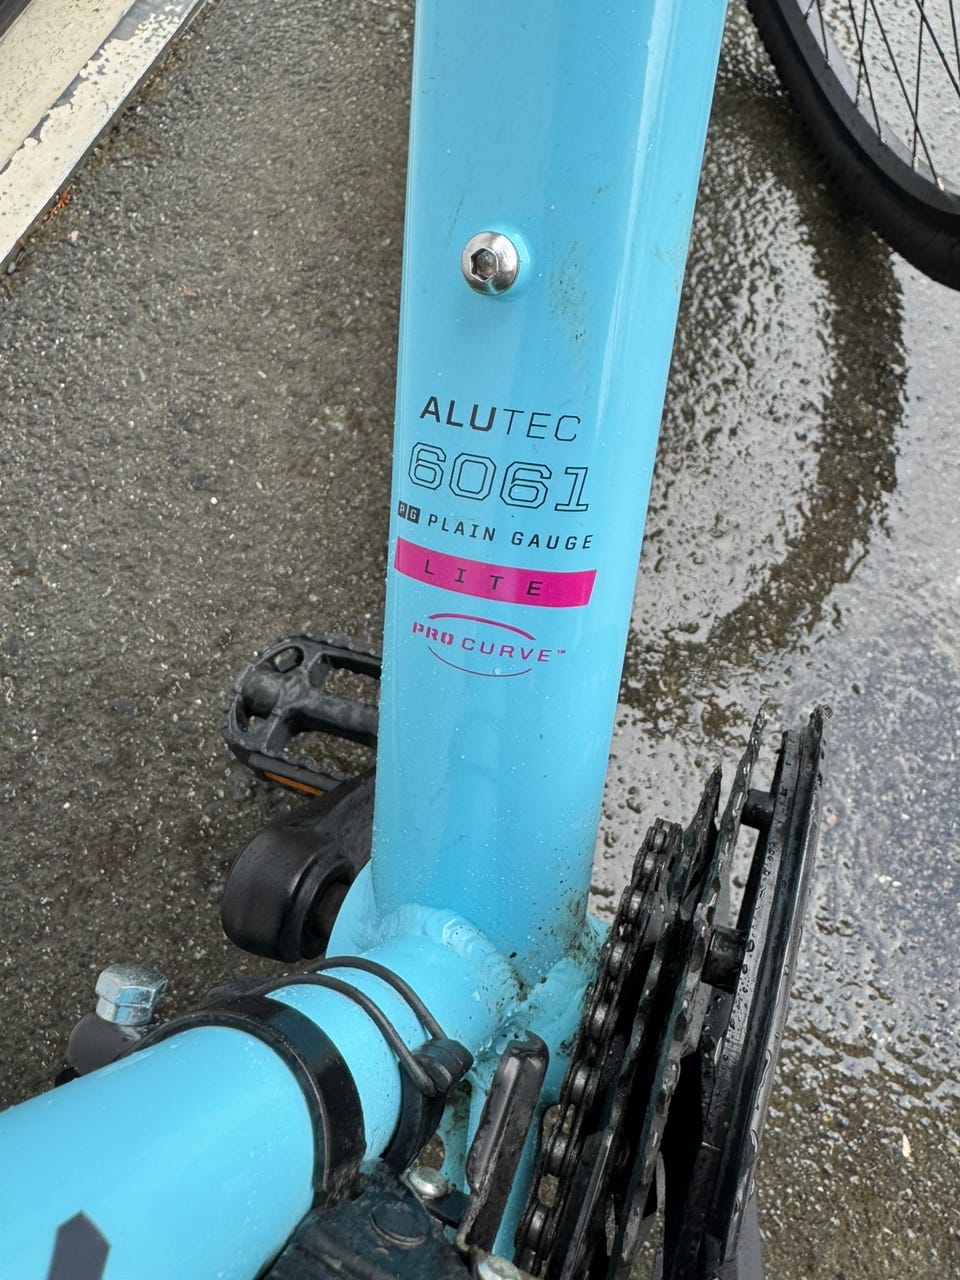 ALUTEC
6061
PG PLAIN GAUGE
LITE
PRO CURVE™